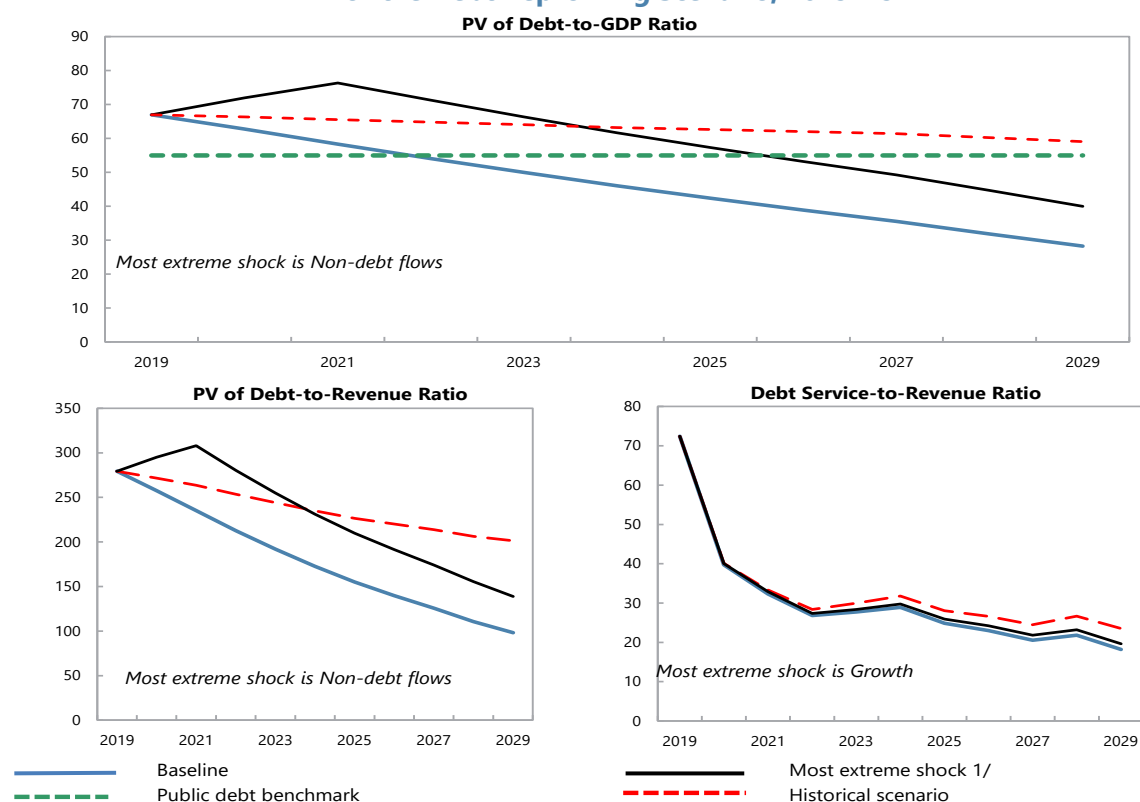 PV of Debt-to-GDP Ratio
90
80
70
60
50
40
30
20
10
0
Most extreme shock is Non-debt flows
2019 2021 2023 2025 2027 2029
PV of Debt-to-Revenue Ratio
350
300
250
200
150
100
50
0
Most extreme shock is Non-debt flows
2019 2021 2023 2025 2027 2029
Debt Service-to-Revenue Ratio
80
70
60
50
40
30
20
10
0
Most extreme shock is Growth
2019 2021 2023 2025 2027 2029
Baseline
Public debt benchmark
Most extreme shock 1/
Historical scenario